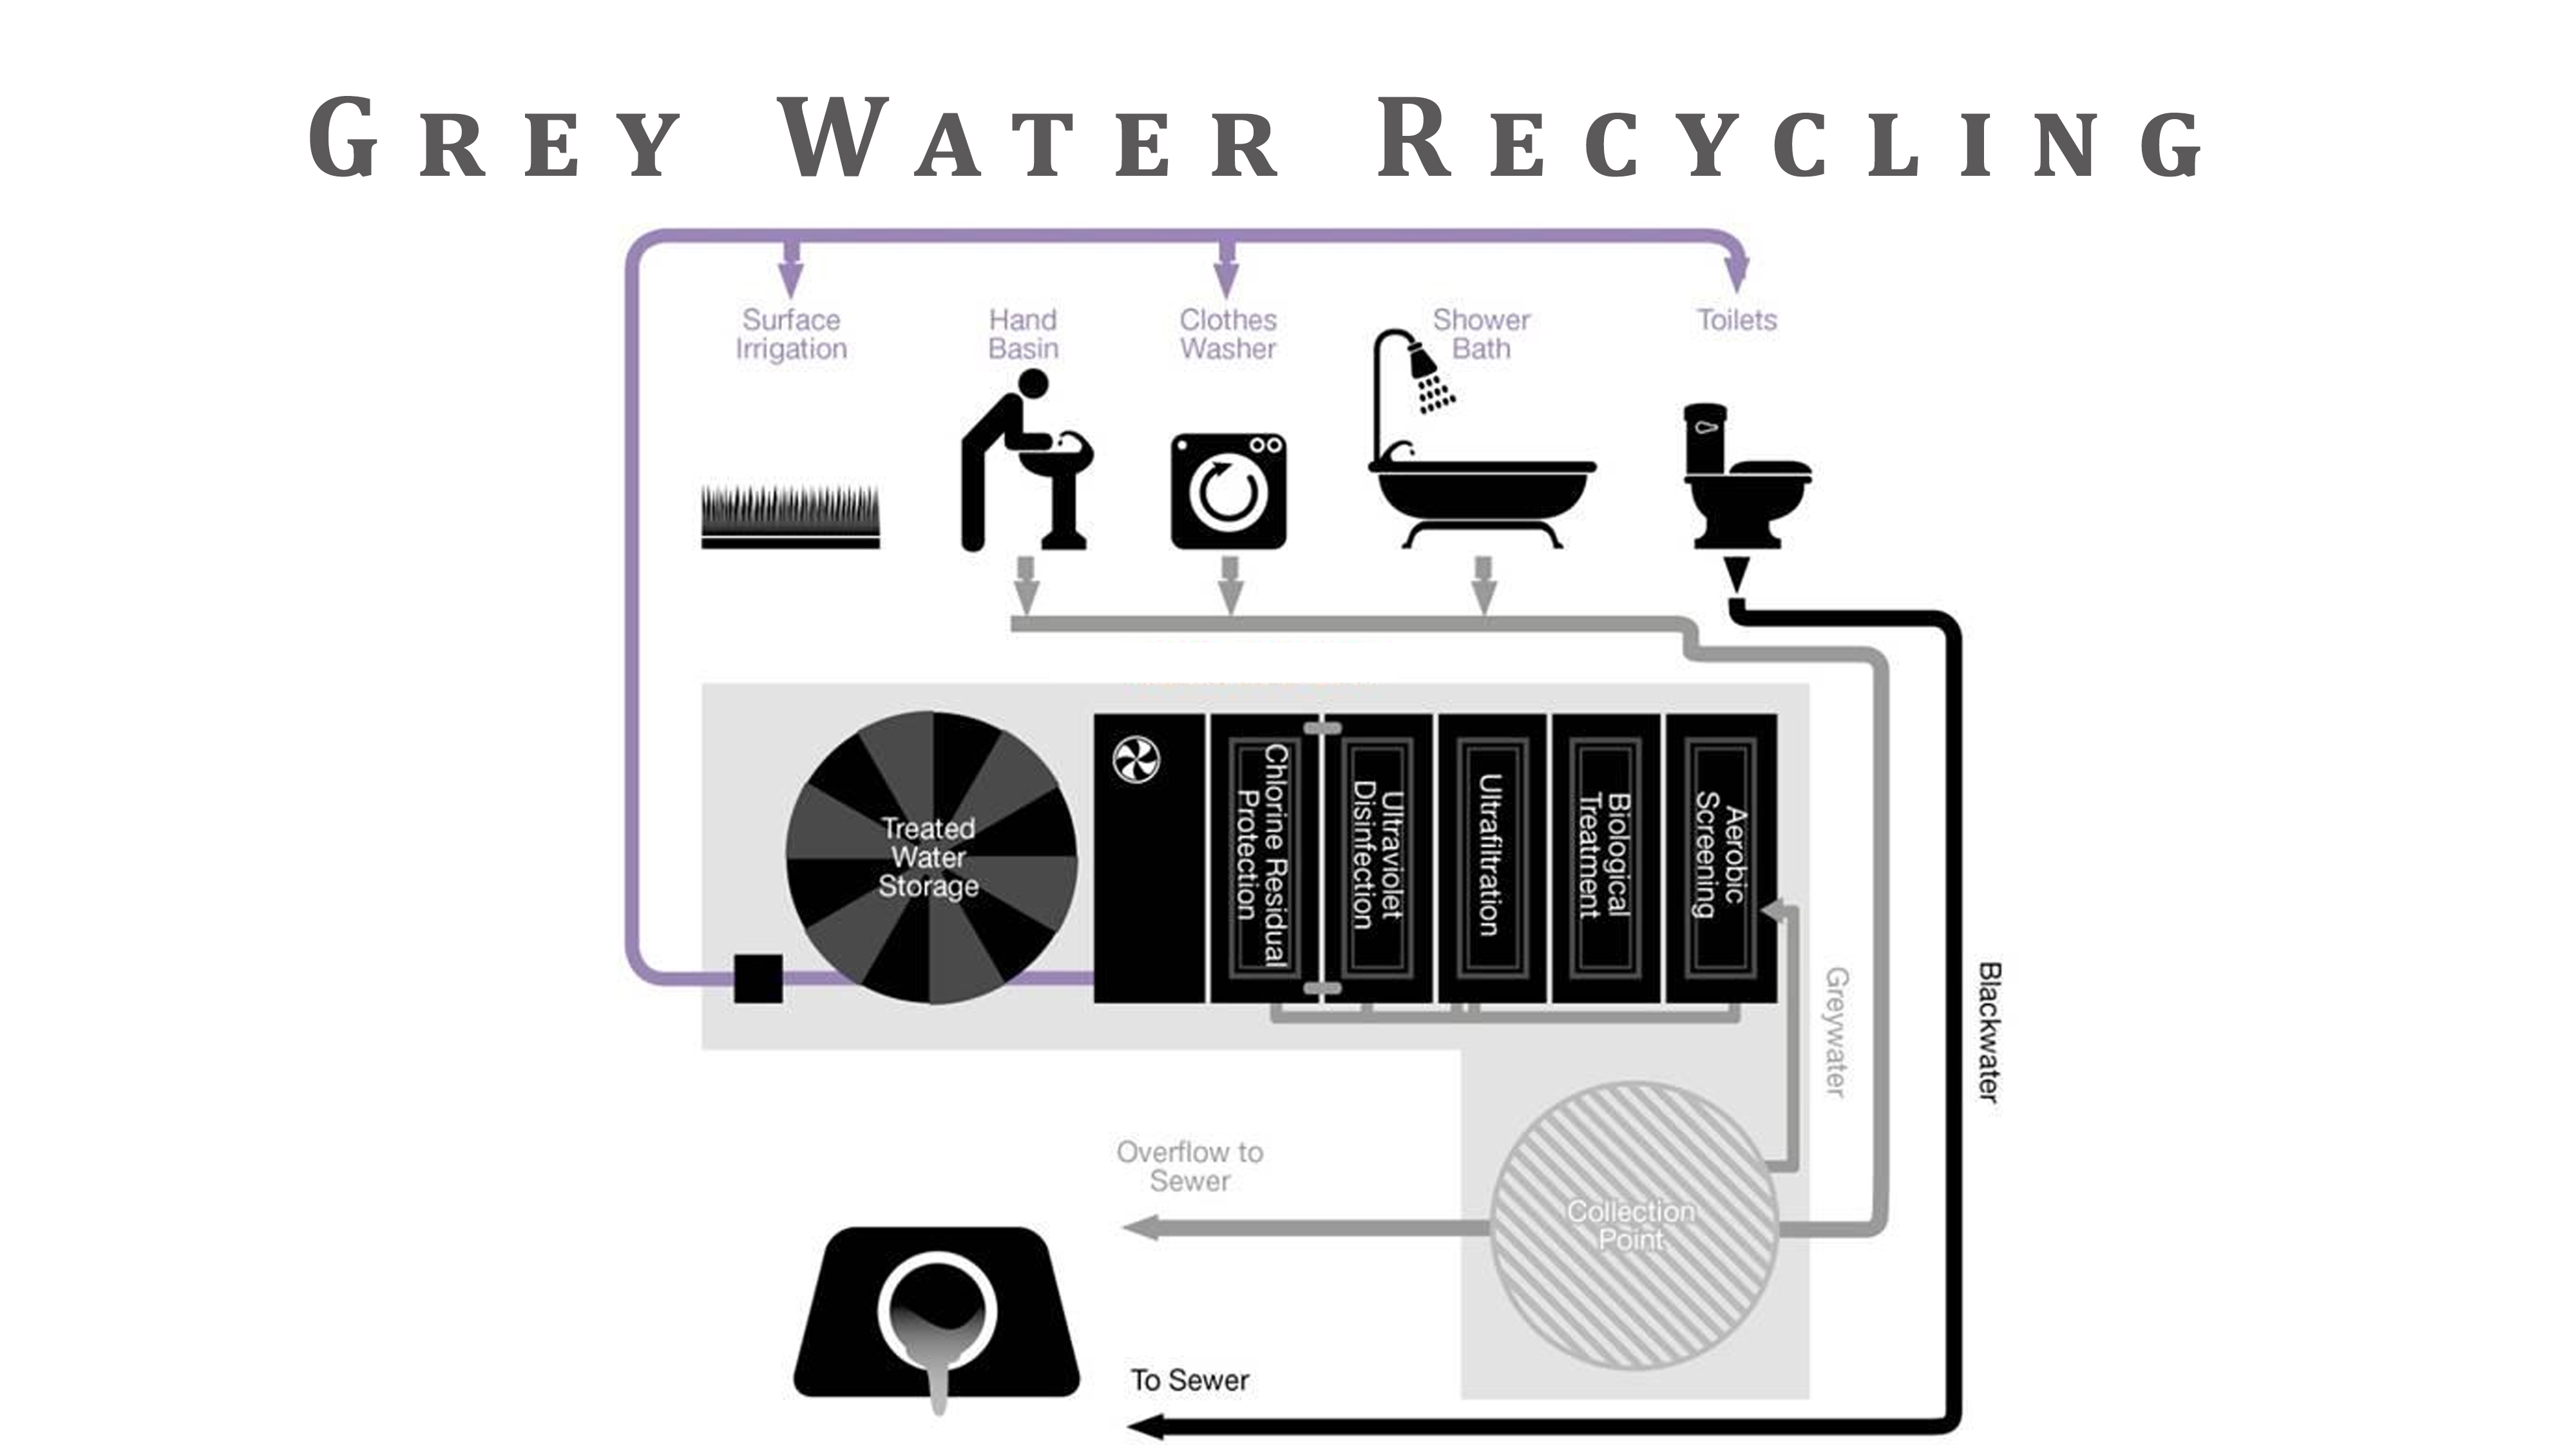 Grey Water Recycling
Surface
Irrigation
Hand
Basin
Clothes
Washer
Shower
Bath
Toilets
Treated
Water
Storage
Chlorine Residual
Protection
Ultraviolet
Disinfection
Ultrafiltration
Biological
Treatment
Aerobic
Screening
Greywater
Blackwater
Overflow to
Sewer
Collection
Point
To Sewer